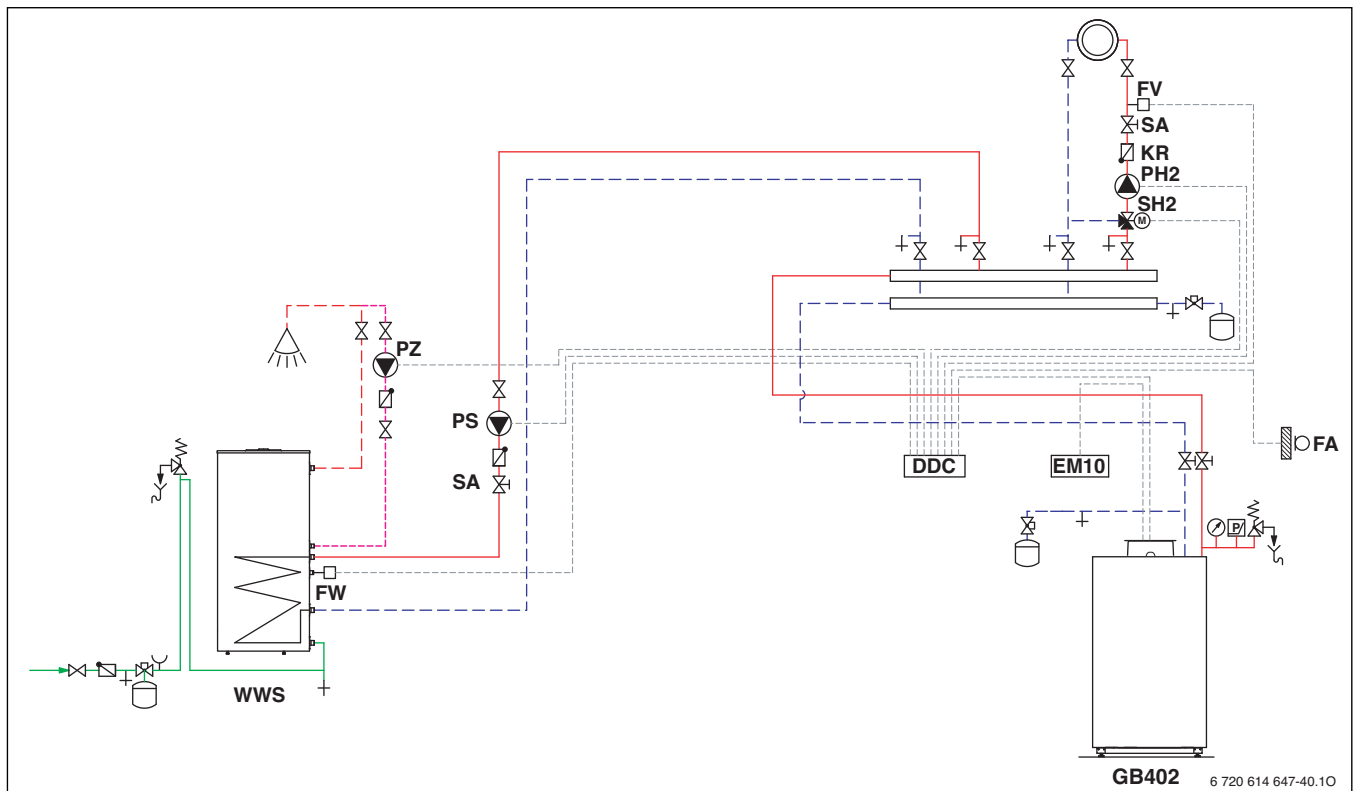 FV
SA
KR
PH2
SH2
M
PZ
PS
SA
DDC
EM10
FA
P
FW
WWS
GB402
6 720 614 647-40.1O